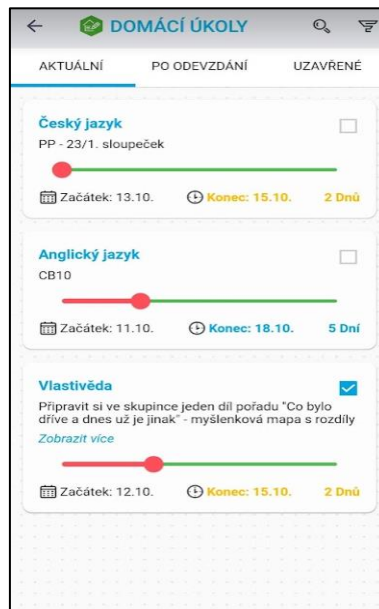 DOMÁCÍ ÚKOLY
AKTUÁLNÍ PO ODEVZDÁNÍ UZAVŘENÉ
Český jazyk
PP - 23/1. sloupeček
Začátek: 13.10. Konec: 15.10. 2 Dnů
Anglický jazyk
CB10
Začátek: 11.10. Konec: 18.10. 5 Dní
Vlastivěda
Připravit si ve skupince jeden díl pořadu "Co bylo
dříve a dnes už je jinak" - myšlenková mapa s rozdíly
Zobrazit více
Začátek: 12.10. Konec: 15.10. 2 Dnů